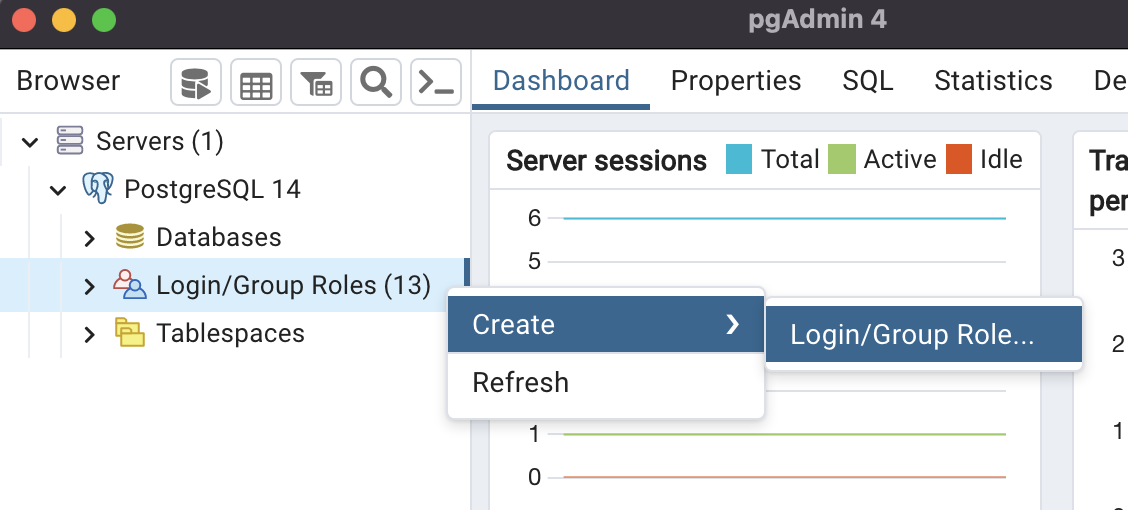 pgAdmin 4
Browser
Dashboard Properties SQL Statistics De
Servers (1)
PostgreSQL 14
Databases
Login/Group Roles (13)
Tablespaces
Create
Refresh
Login/Group Role...
Server sessions Total Active Idle
6
5
1
0
Tra
per
3
2
1